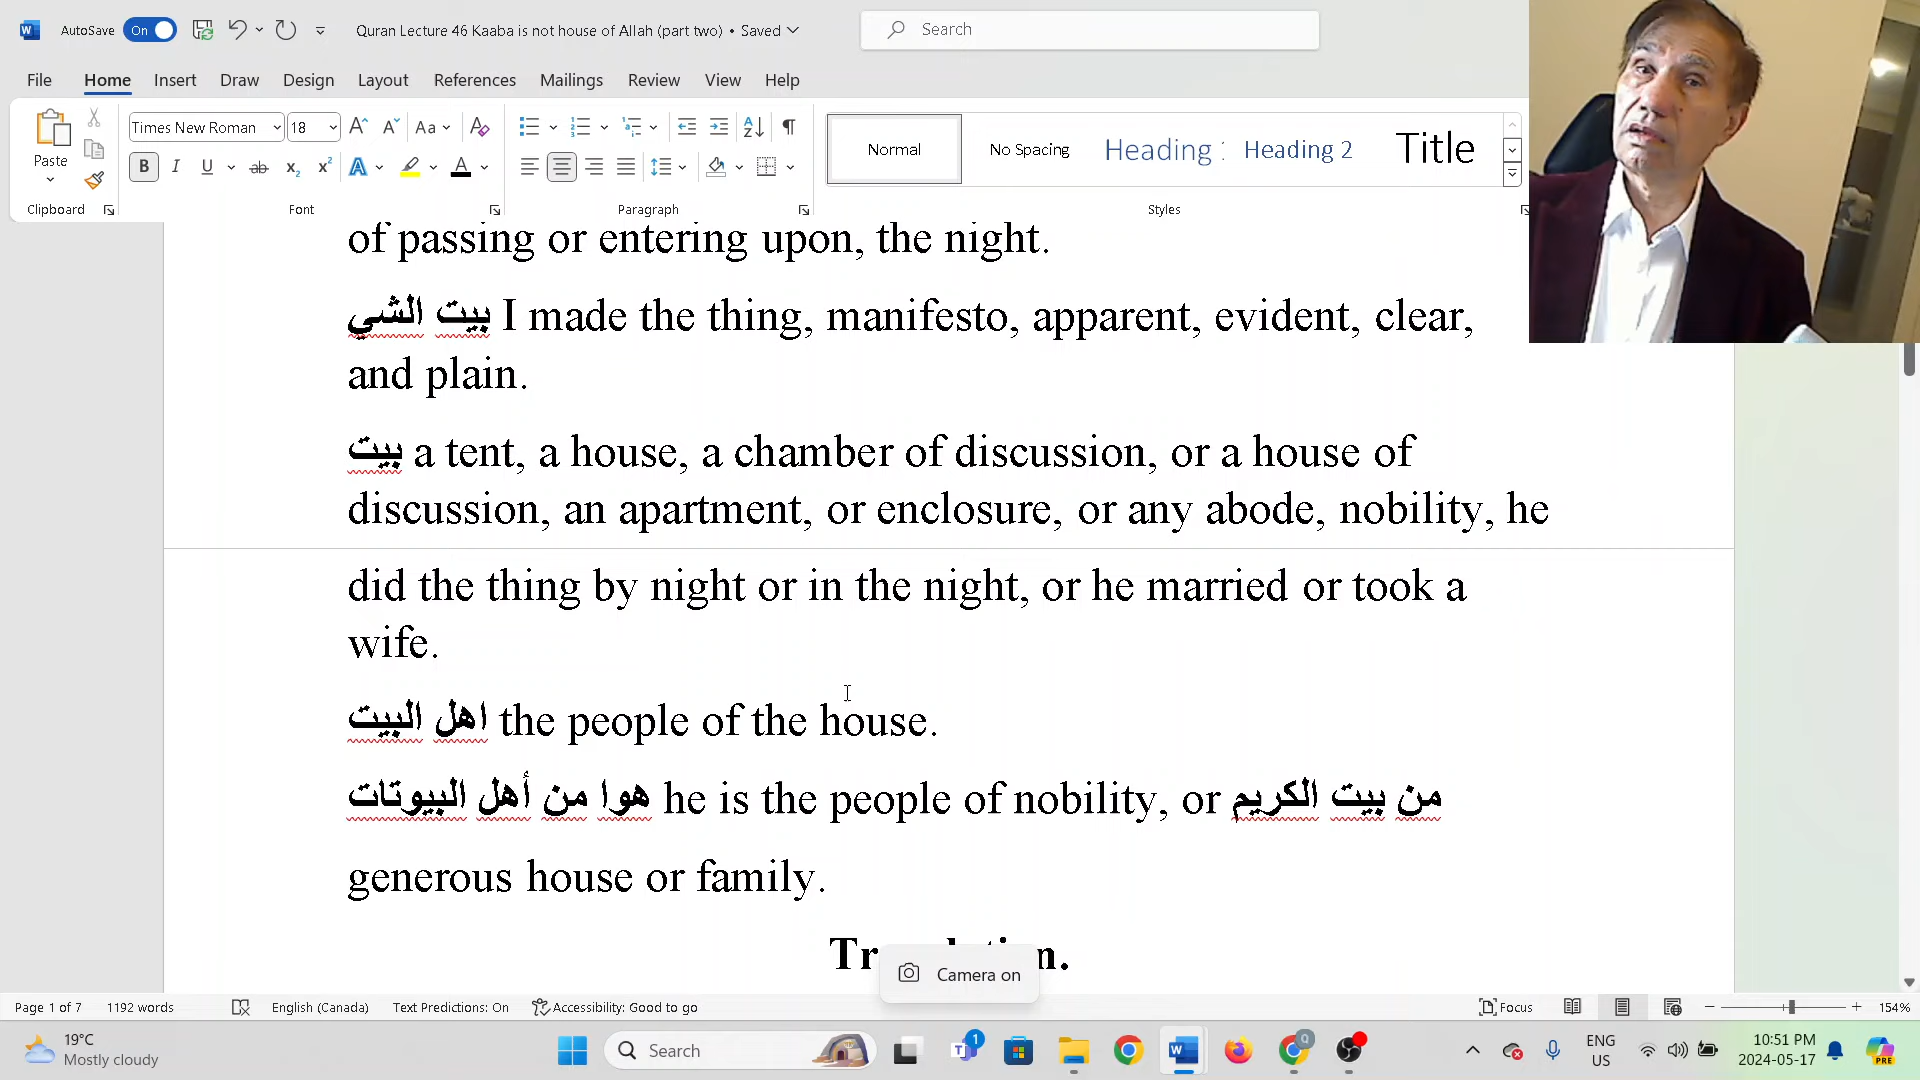 AutoSave On Quran Lecture 46 Kaaba is not house of Allah (part two) • Saved Search
File Home Insert Draw Design Layout References Mailings Review View Help
Times New Roman 18 Aa
Paste B I U ab x₂ x² A A
Normal No Spacing Heading Heading 2 Title
Clipboard Font Paragraph Styles
of passing or entering upon, the night.
بيت الشي I made the thing, manifesto, apparent, evident, clear,
and plain.
بيت a tent, a house, a chamber of discussion, or a house of
discussion, an apartment, or enclosure, or any abode, nobility, he
did the thing by night or in the night, or he married or took a
wife.
اهل البيت the people of the house.
هوا من أهل البيوتات he is the people of nobility, or من بيت الكريم
generous house or family.
Camera on
Page 1 of 7 1192 words English (Canada) Text Predictions: On Accessibility: Good to go Focus 154%
19°C
Mostly cloudy
Search 1
ENG
US
10:51 PM
2024-05-17
PRE